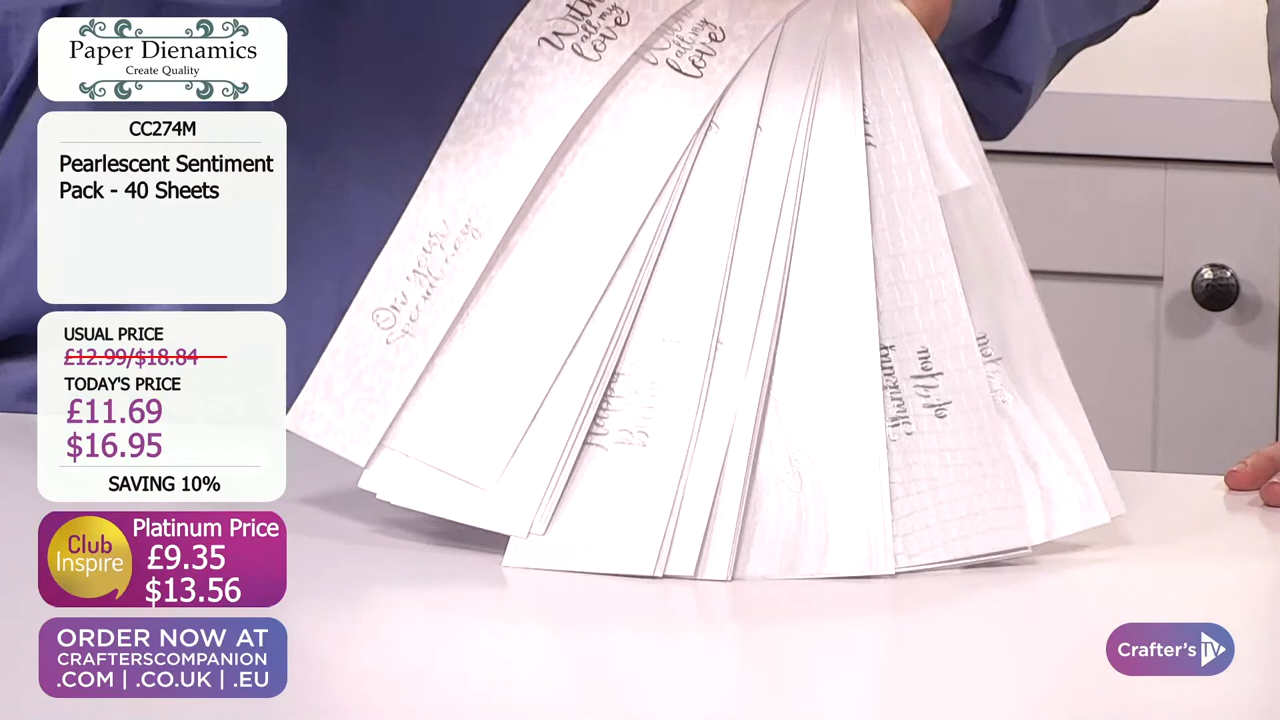 Paper Dienamics
Create Quality
CC274M
Pearlescent Sentiment
Pack - 40 Sheets
USUAL PRICE
£12.99/$18.84
TODAY'S PRICE
£11.69
$16.95
SAVING 10%
Club
Inspire
Platinum Price
£9.35
$13.56
ORDER NOW AT
CRAFTERSCOMPANION
.COM | .CO.UK | .EU
With
all my
love
With
all my
love
On your
Special day
Thinking
of You
Crafter's TV